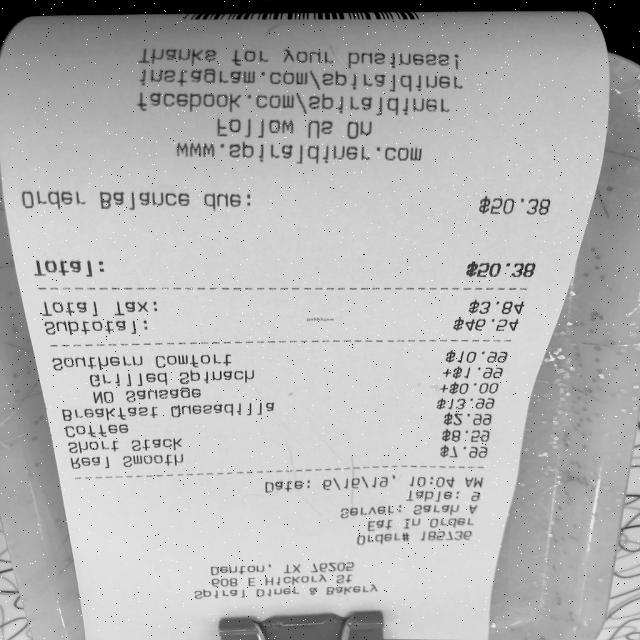 Spiral Diner & Bakery
608 E Hickory St
Denton, TX 76205
Order# 185736
Eat In Order
Server: Sarah A
Table: 9
Date: 6/16/19, 10:04 AM
Real Smooth $7.99
Short Stack $8.59
Coffee $2.99
Breakfast Quesadilla $13.99
NO Sausage +$0.00
Grilled Spinach +$1.99
Southern Comfort $10.99
Subtotal: $46.54
Total Tax: $3.84
Total: $50.38
Order Balance due: $50.38
www.spiraldiner.com
Follow Us On
facebook.com/spiraldiner
instagram.com/spiraldiner
Thanks for your business!